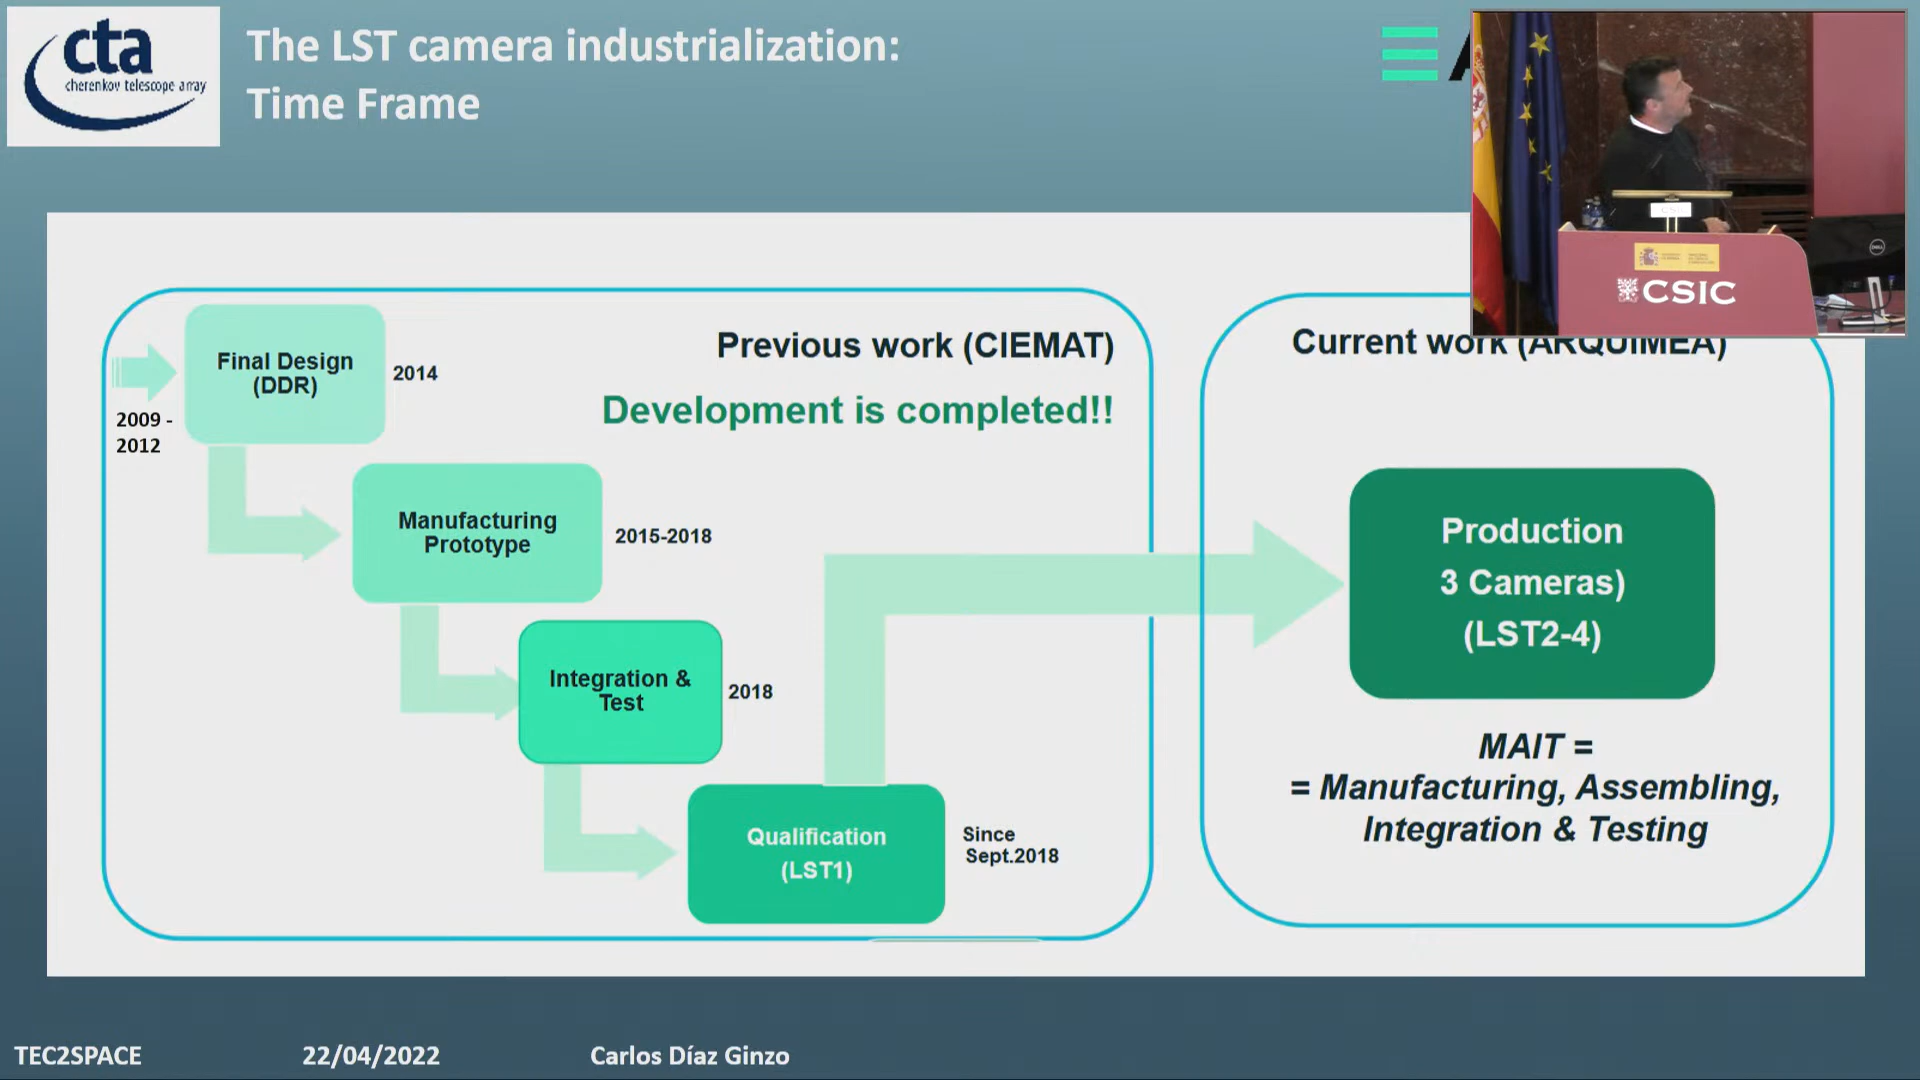 cta
cherenkov telescope array
The LST camera industrialization:
Time Frame
CSIC
Previous work (CIEMAT)
Development is completed!!
2009 -
2012
Final Design
(DDR)
2014
Manufacturing
Prototype
2015-2018
Integration &
Test
2018
Qualification
(LST1)
Since
Sept.2018
Current work (ARQUIMEA)
Production
3 Cameras)
(LST2-4)
MAIT =
= Manufacturing, Assembling,
Integration & Testing
TEC2SPACE
22/04/2022
Carlos Díaz Ginzo